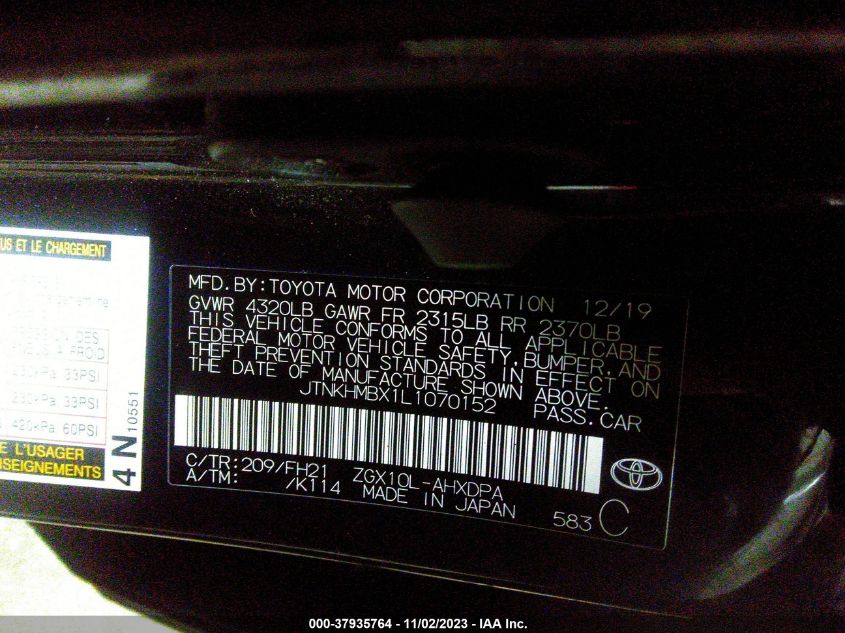 US ET LE CHARGEMENT
DES
FROID
230kPa 33PSI
230kPa 33PSI
420kPa 60PSI
E L'USAGER
NSEIGNEMENTS
4N
10551
MFD.BY:TOYOTA MOTOR CORPORATION 12/19
GVWR 4320LB GAWR FR 2315LB RR 2370LB
THIS VEHICLE CONFORMS TO ALL APPLICABLE
FEDERAL MOTOR VEHICLE SAFETY,BUMPER,AND
THEFT PREVENTION STANDARDS IN EFFECT ON
THE DATE OF MANUFACTURE SHOWN ABOVE.
JTNKHMBX1L1070152 PASS.CAR
C/TR:209/FH21 ZGX10L-AHXDPA
A/TM: /K114 MADE IN JAPAN 583 C
000-37935764 - 11/02/2023 - IAA Inc.